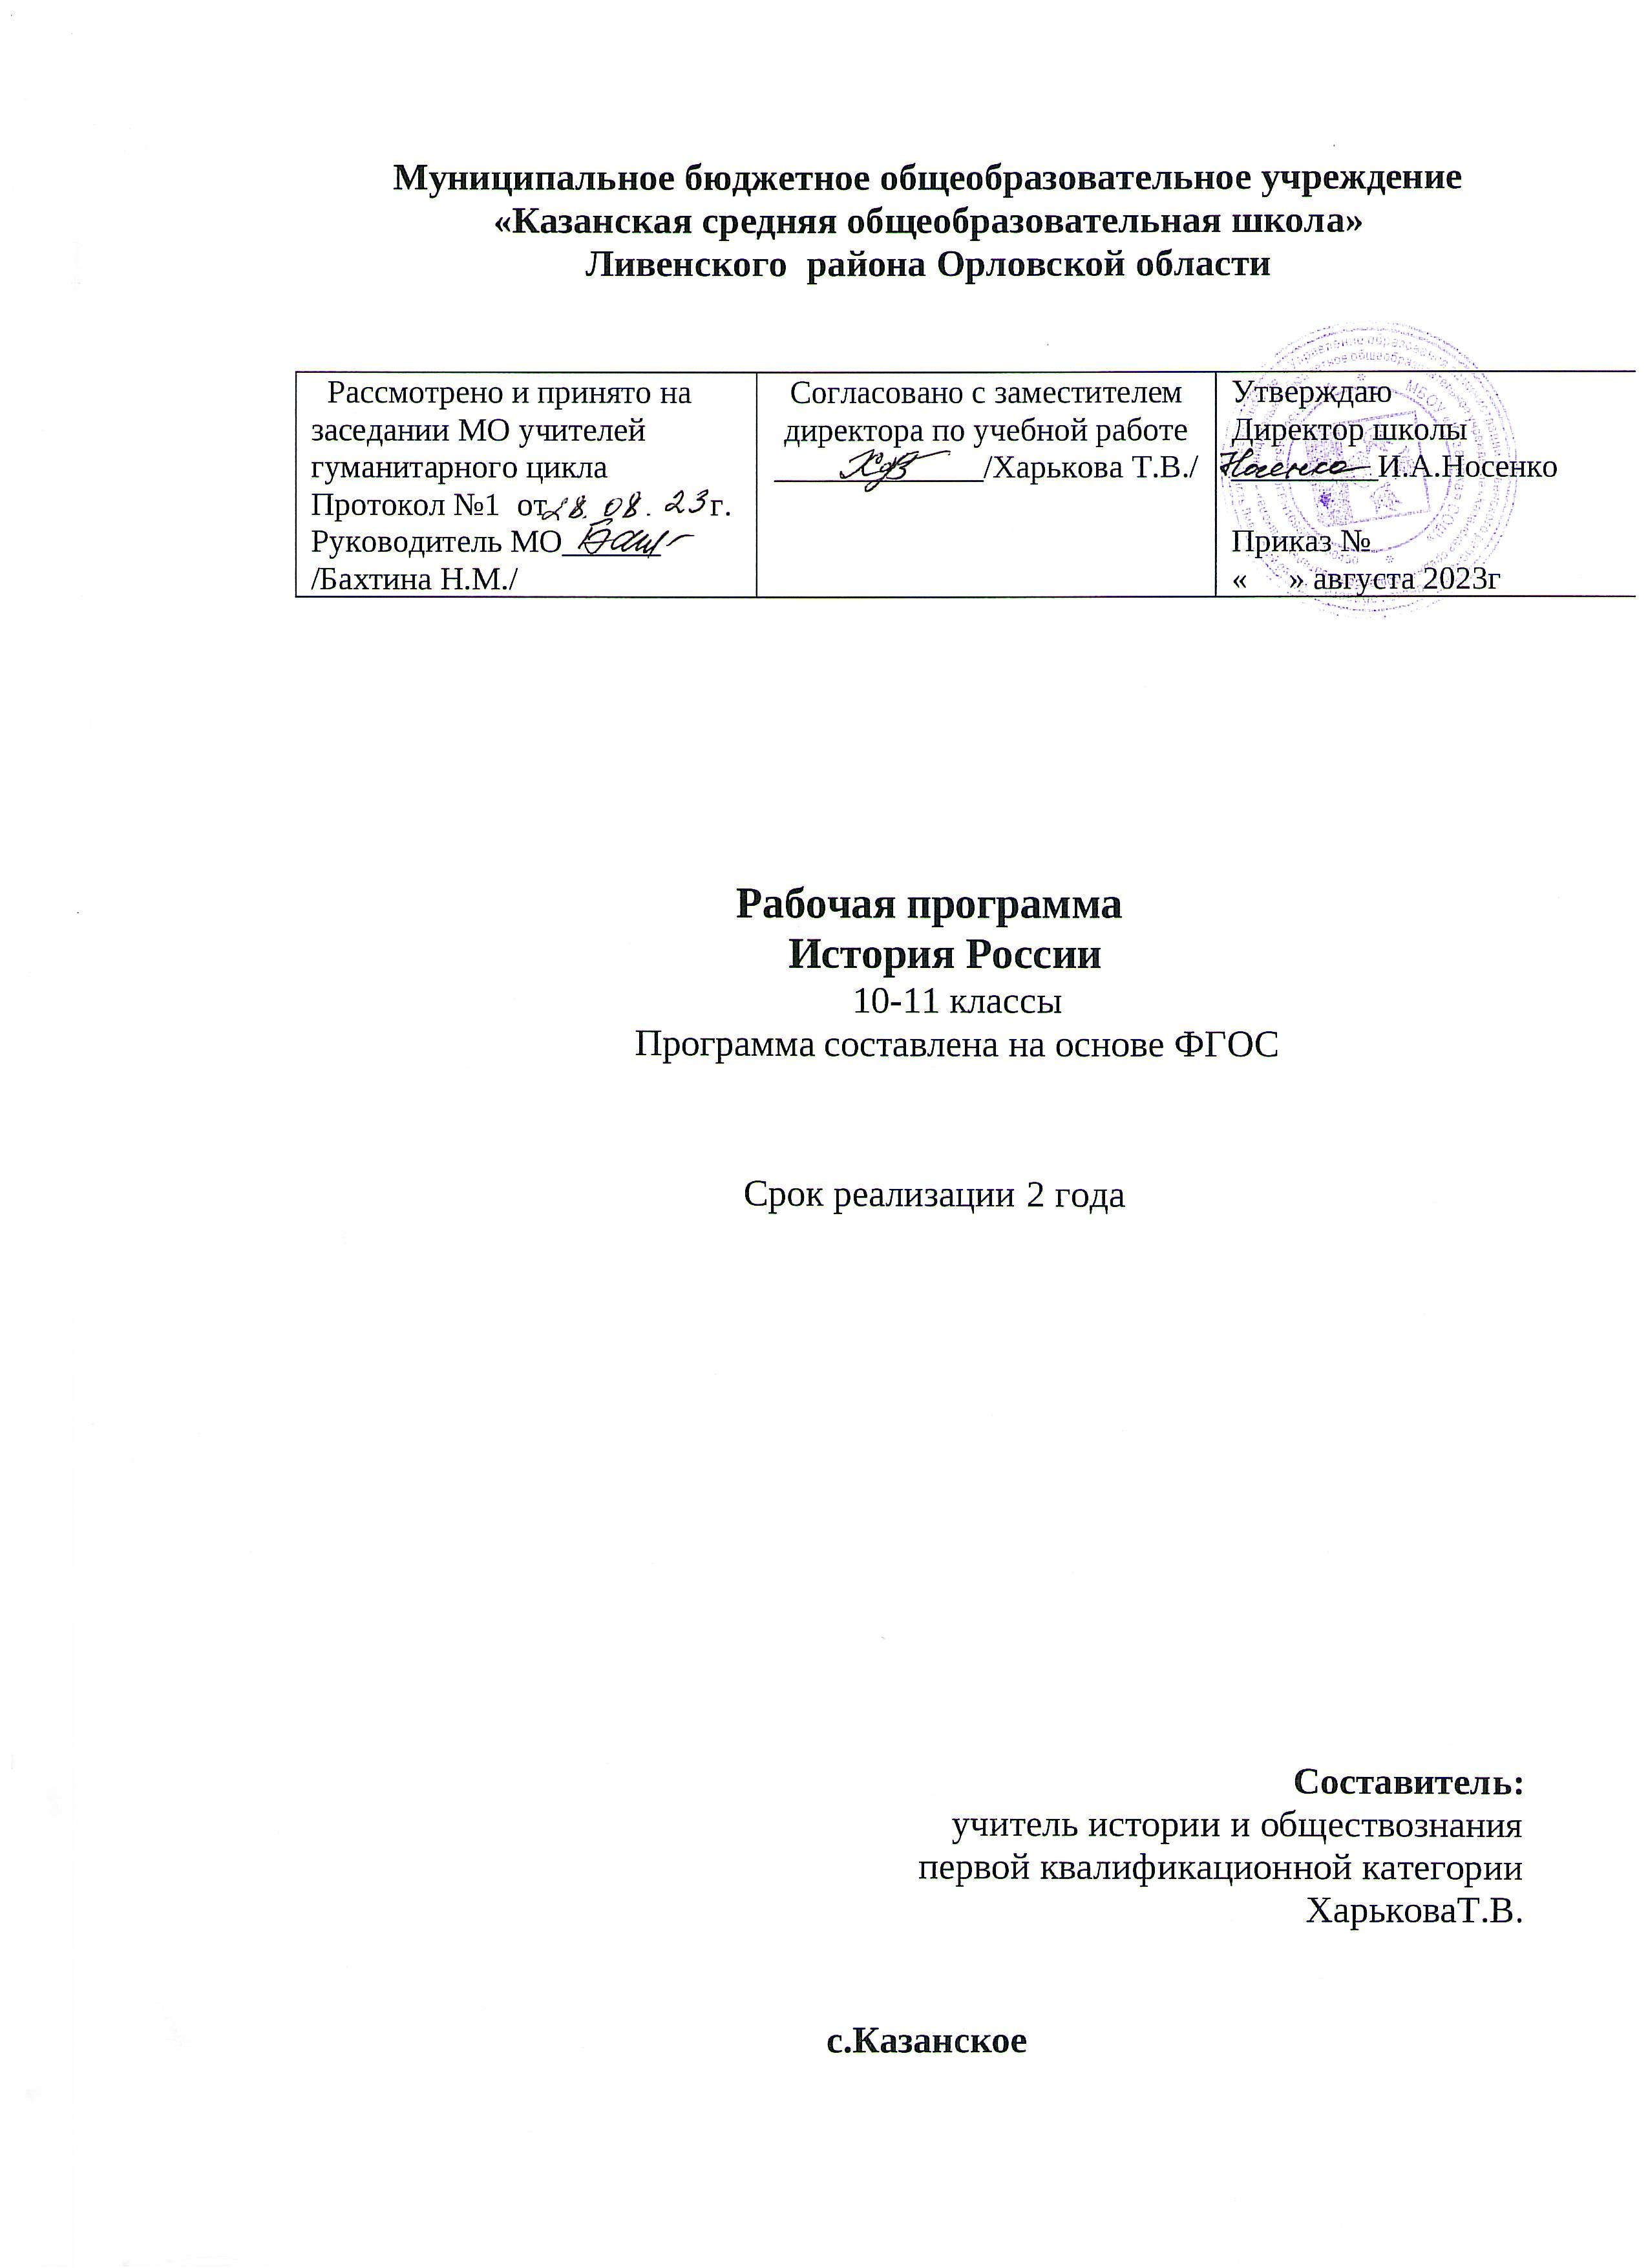 Муниципальное бюджетное общеобразовательное учреждение
«Казанская средняя общеобразовательная школа»
Ливенского района Орловской области
Рассмотрено и принято на
заседании МО учителей
гуманитарного цикла
Протокол №1 от 28.08.23г.
Руководитель МО______
/Бахтина Н.М./
Согласовано с заместителем
директора по учебной работе
_____________/Харькова Т.В./
Утверждаю
Директор школы
_________И.А.Носенко
Приказ №
« » августа 2023г
Рабочая программа
История России
10-11 классы
Программа составлена на основе ФГОС
Срок реализации 2 года
Составитель:
учитель истории и обществознания
первой квалификационной категории
ХарьковаТ.В.
с.Казанское